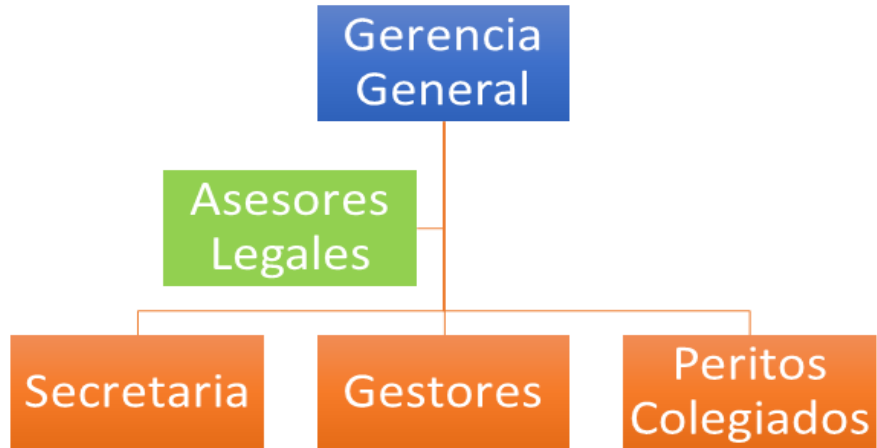 Gerencia
General
Asesores
Legales
Secretaria
Gestores
Peritos
Colegiados